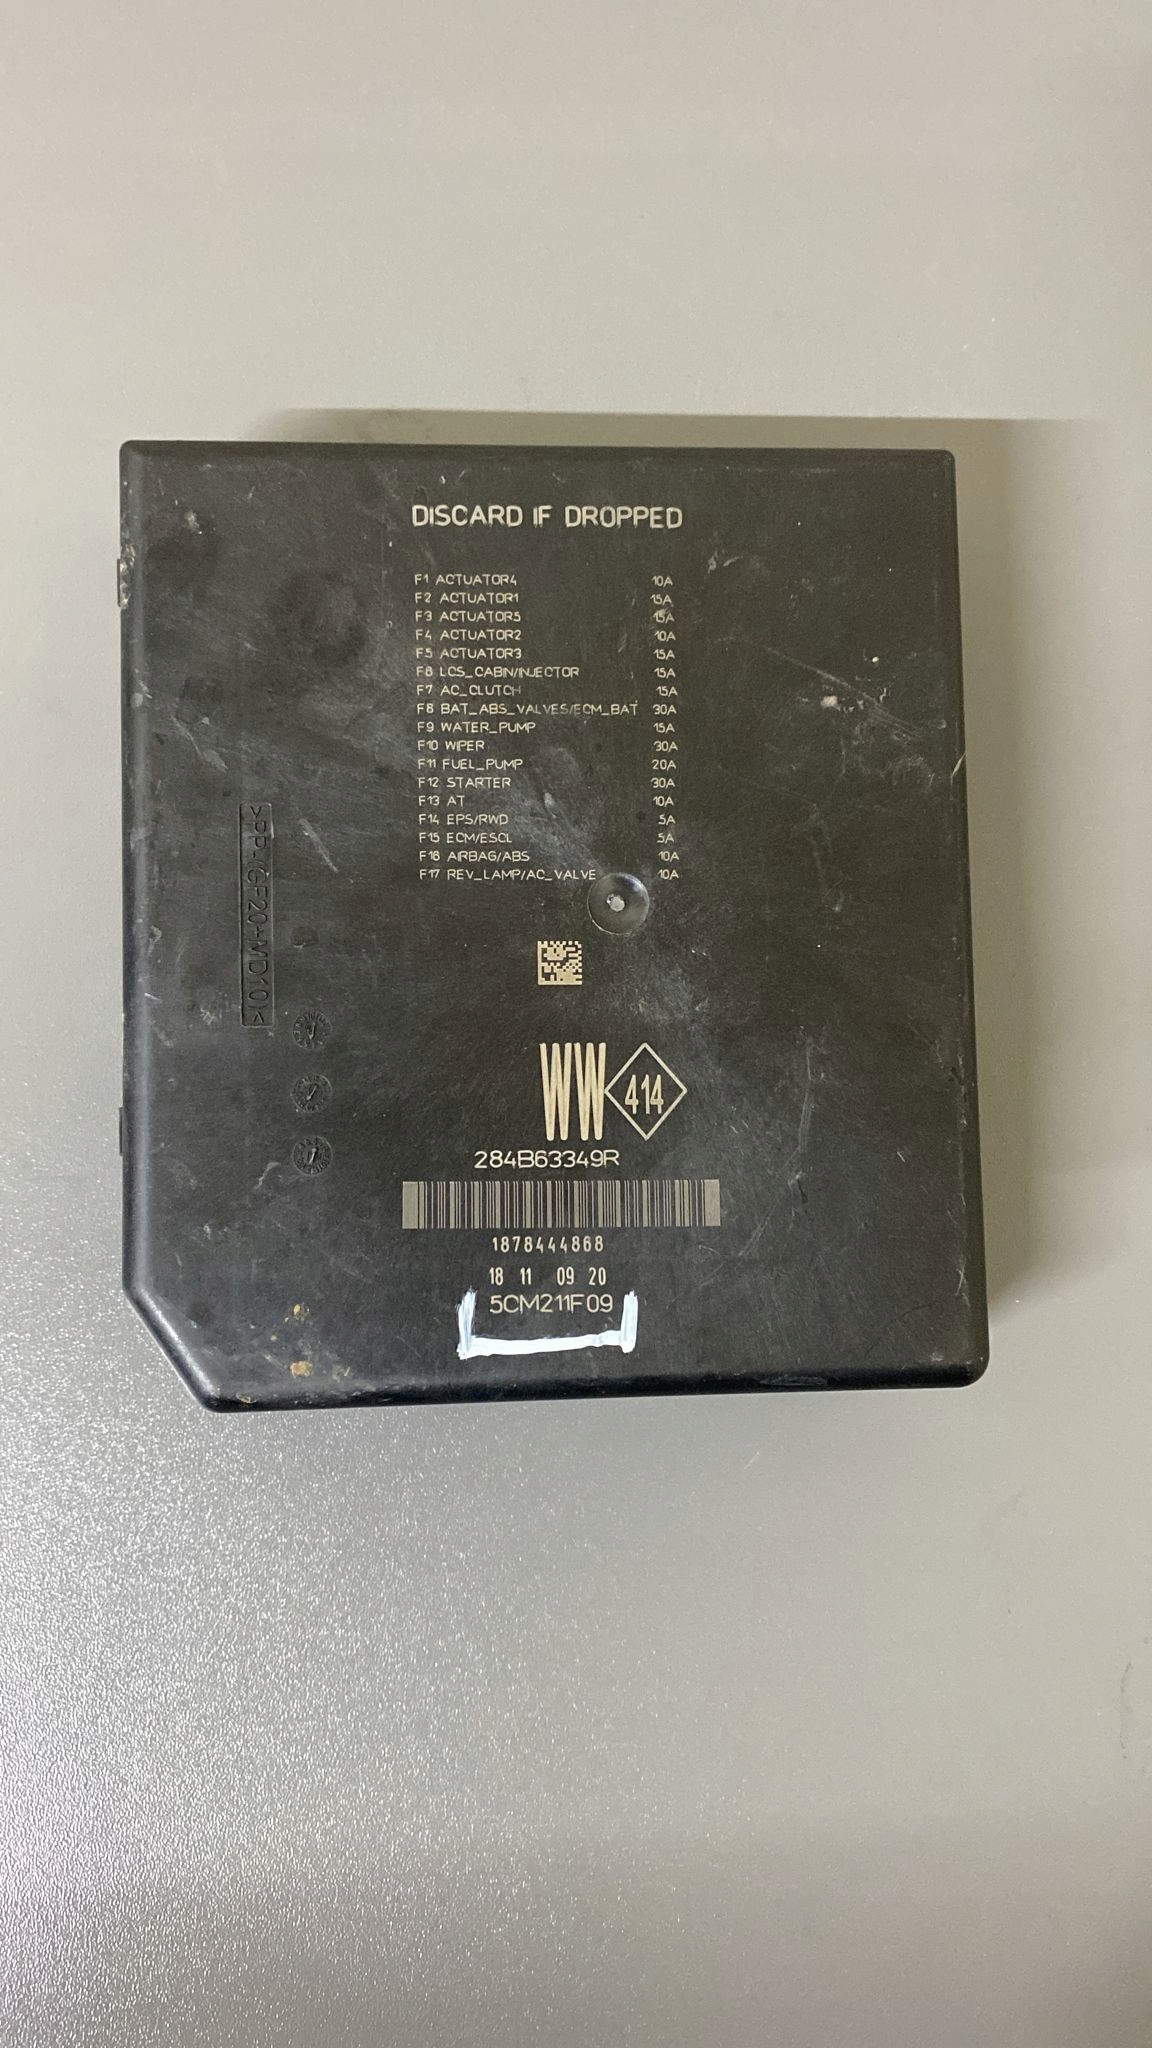 DISCARD IF DROPPED
F1 ACTUATOR4 10A
F2 ACTUATOR1 15A
F3 ACTUATOR5 15A
F4 ACTUATOR2 10A
F5 ACTUATOR3 15A
F6 LCS_CABIN/INJECTOR 15A
F7 AC_CLUTCH 15A
F8 BAT_ABS_VALVES/ECM_BAT 30A
F9 WATER_PUMP 15A
F10 WIPER 30A
F11 FUEL_PUMP 20A
F12 STARTER 30A
F13 AT 10A
F14 EPS/RWD 5A
F15 ECM/ESCL 5A
F16 AIRBAG/ABS 10A
F17 REV_LAMP/AC_VALVE 10A
>PP-(GF20+MD10)<
WW 414
284B63349R
1878444868
18 11 09 20
5CM211F09